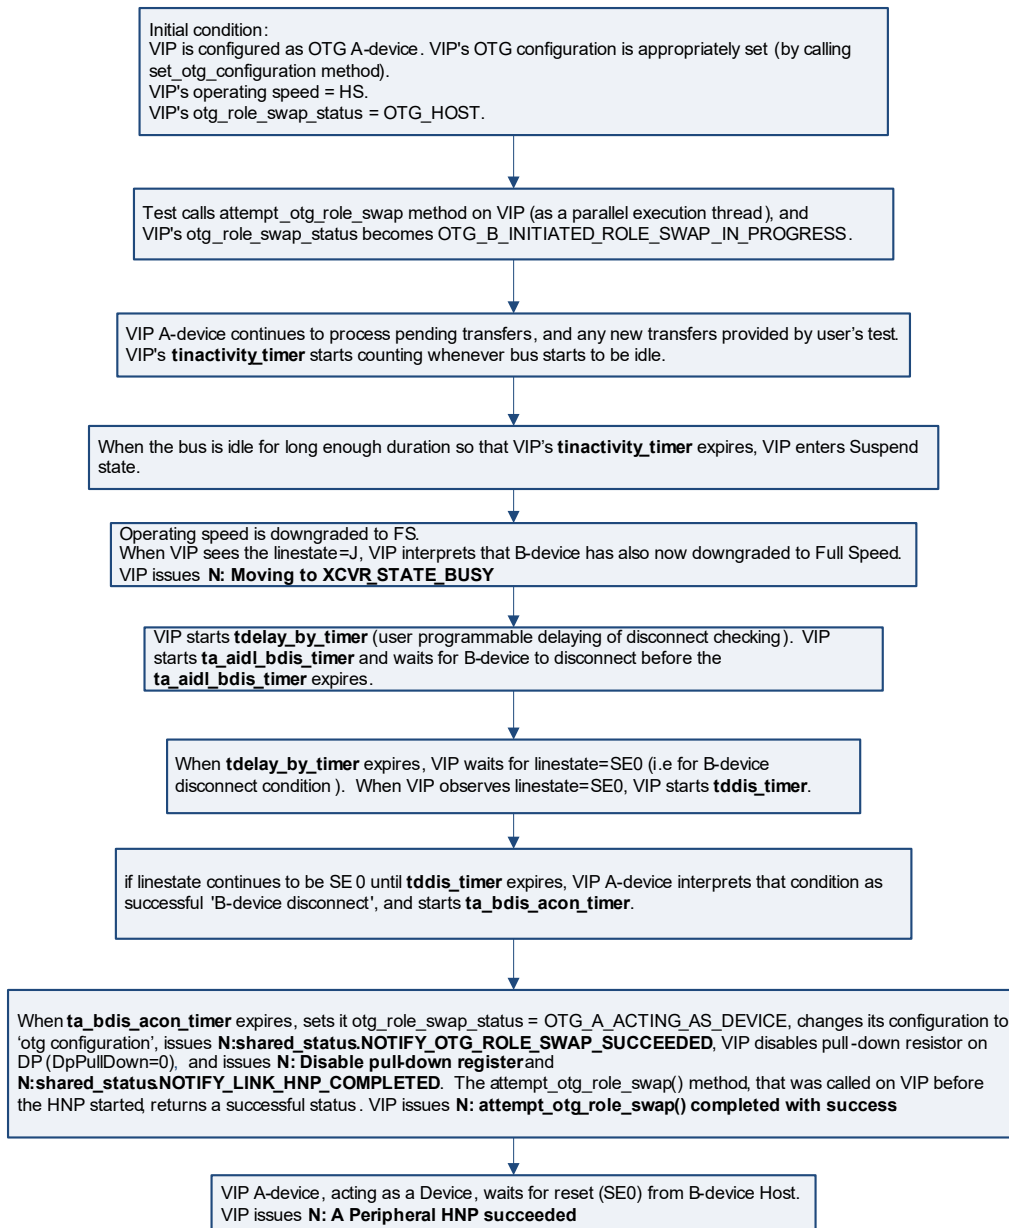 Initial condition:
VIP is configured as OTG A-device. VIP's OTG configuration is appropriately set (by calling
set_otg_configuration method).
VIP's operating speed = HS.
VIP's otg_role_swap_status = OTG_HOST.
Test calls attempt_otg_role_swap method on VIP (as a parallel execution thread), and
VIP's otg_role_swap_status becomes OTG_B_INITIATED_ROLE_SWAP_IN_PROGRESS.
VIP A-device continues to process pending transfers, and any new transfers provided by user's test.
VIP's tinactivity_timer starts counting whenever bus starts to be idle.
When the bus is idle for long enough duration so that VIP's tinactivity_timer expires, VIP enters Suspend
state.
Operating speed is downgraded to FS.
When VIP sees the linestate=J, VIP interprets that B-device has also now downgraded to Full Speed.
VIP issues N: Moving to XCVR_STATE_BUSY
VIP starts tdelay_by_timer (user programmable delaying of disconnect checking). VIP
starts ta_aidl_bdis_timer and waits for B-device to disconnect before the
ta_aidl_bdis_timer expires.
When tdelay_by_timer expires, VIP waits for linestate=SE0 (i.e for B-device
disconnect condition). When VIP observes linestate=SE0, VIP starts tddis_timer.
if linestate continues to be SE0 until tddis_timer expires, VIP A-device interprets that condition as
successful 'B-device disconnect', and starts ta_bdis_acon_timer.
When ta_bdis_acon_timer expires, sets it otg_role_swap_status = OTG_A_ACTING_AS_DEVICE, changes its configuration to
'otg configuration', issues N:shared_status.NOTIFY_OTG_ROLE_SWAP_SUCCEEDED, VIP disables pull-down resistor on
DP (DpPullDown=0), and issues N: Disable pull-down register and
N:shared_status.NOTIFY_LINK_HNP_COMPLETED. The attempt_otg_role_swap() method, that was called on VIP before
the HNP started, returns a successful status. VIP issues N: attempt_otg_role_swap() completed with success
VIP A-device, acting as a Device, waits for reset (SE0) from B-device Host.
VIP issues N: A Peripheral HNP succeeded